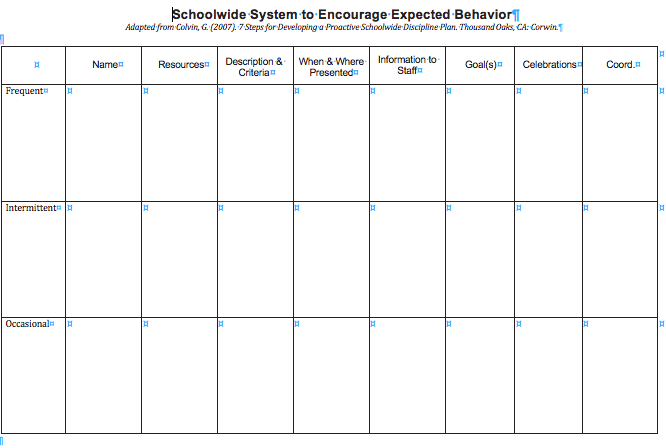 Schoolwide System to Encourage Expected Behavior
Adapted from Colvin, G. (2007). 7 Steps for Developing a Proactive Schoolwide Discipline Plan. Thousand Oaks, CA: Corwin.
Name
Resources
Description &
Criteria
When & Where
Presented
Information to
Staff
Goal(s)
Celebrations
Coord.
Frequent
Intermittent
Occasional